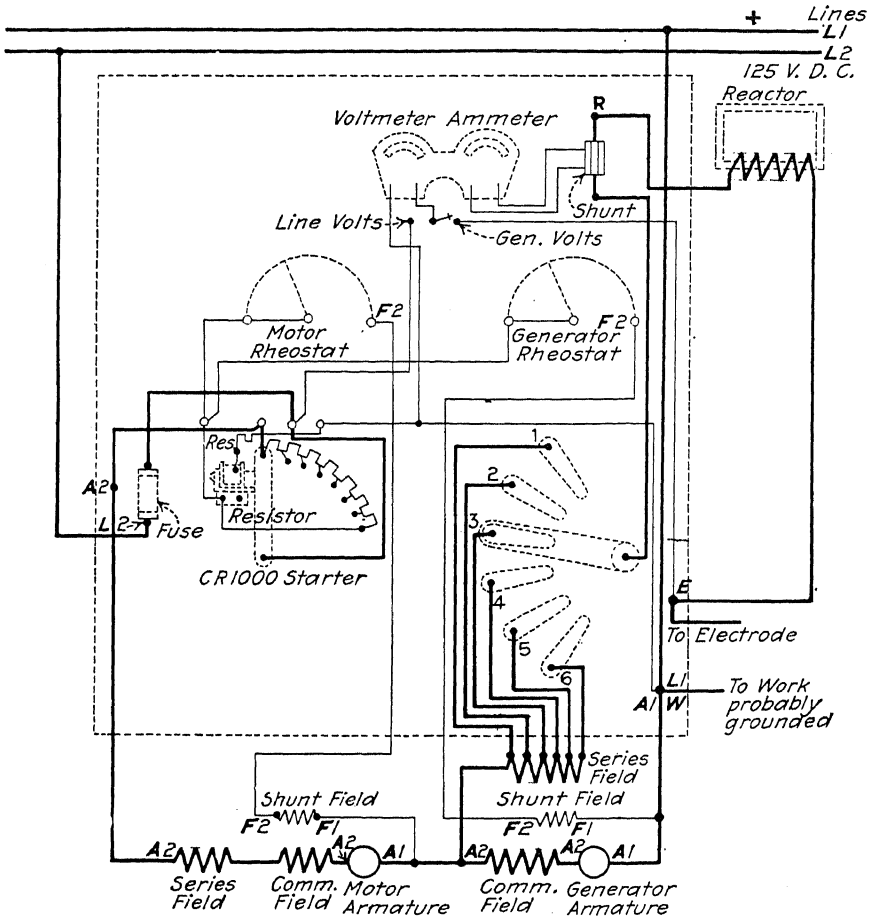 + Lines
L1
L2
125 V. D. C.
Reactor
R
Voltmeter Ammeter
Shunt
Line Volts
Gen. Volts
F2
Motor
Rheostat
F2
Generator
Rheostat
Res.
1
2
A2
3
L2
Fuse
Resistor
CR1000 Starter
4
E
5
To Electrode
6
L1
A1 W
To Work
probably
grounded
Series
Field
Shunt Field
F2 F1
Shunt Field
F2 F1
A2
Series
Field
Comm.
Field
A2
A1
Motor
Armature
A2
Comm.
Field
A2
A1
Generator
Armature